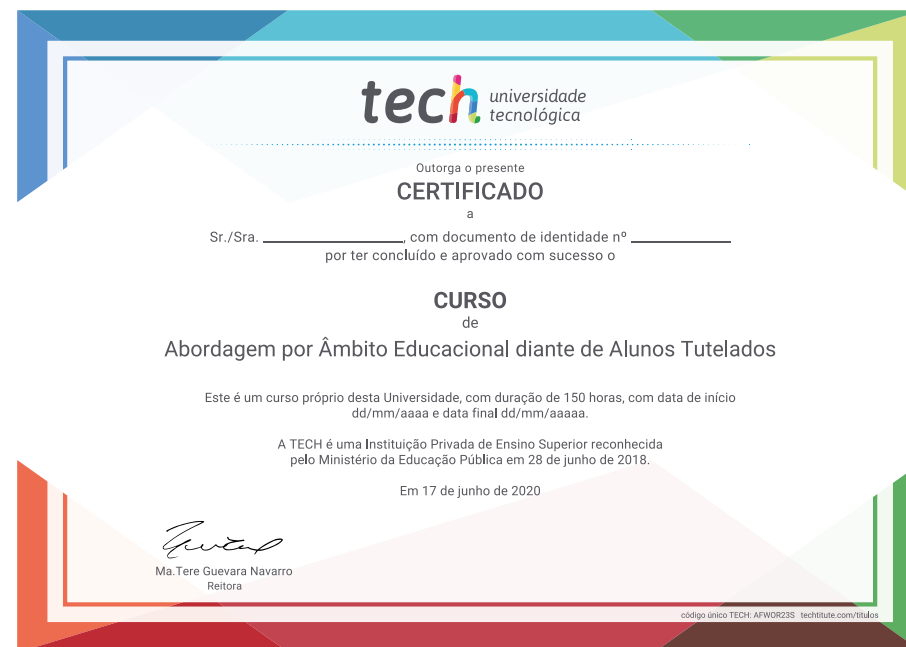 tech universidade
tecnológica
Outorga o presente
CERTIFICADO
a
Sr./Sra. ____________, com documento de identidade nº ____________
por ter concluído e aprovado com sucesso o
CURSO
de
Abordagem por Âmbito Educacional diante de Alunos Tutelados
Este é um curso próprio desta Universidade, com duração de 150 horas, com data de início
dd/mm/aaaa e data final dd/mm/aaaaa.
A TECH é uma Instituição Privada de Ensino Superior reconhecida
pelo Ministério da Educação Pública em 28 de junho de 2018.
Em 17 de junho de 2020
Ma.Tere Guevara Navarro
Reitora
código único TECH: AFWOR23S techtitute.com/titulos